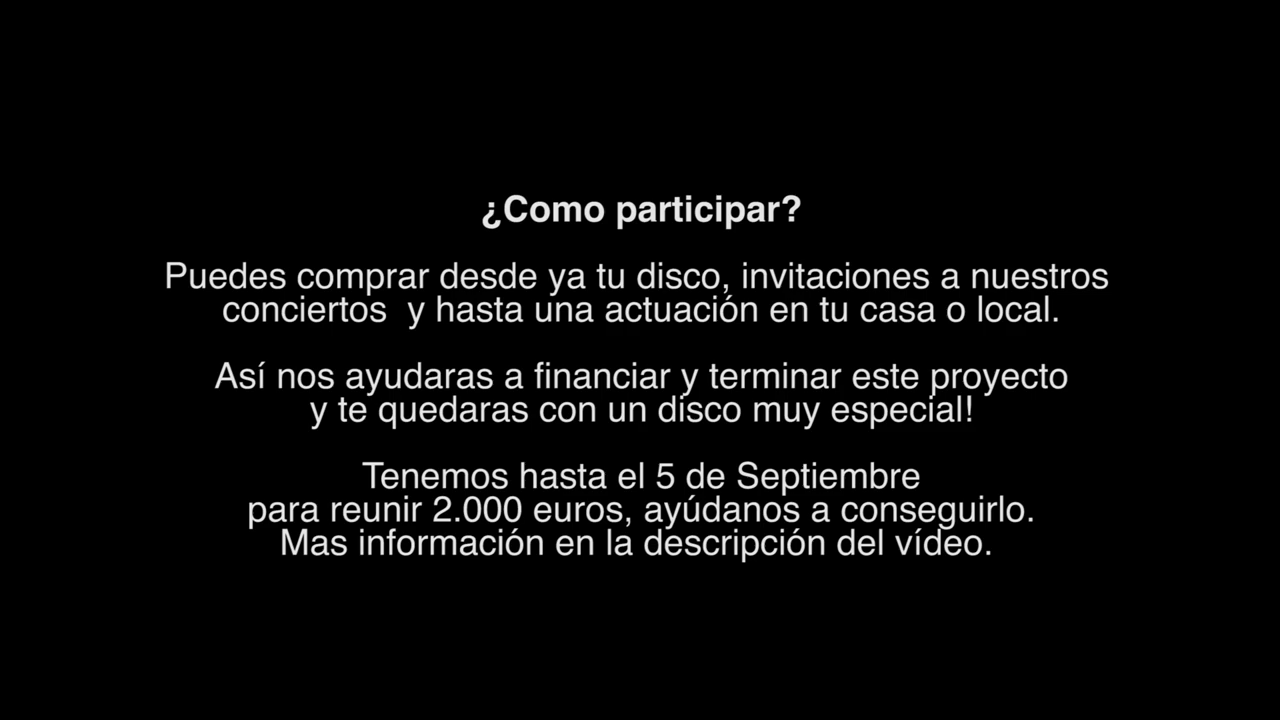 ¿Como participar?
Puedes comprar desde ya tu disco, invitaciones a nuestros
conciertos  y hasta una actuación en tu casa o local.
Así nos ayudaras a financiar y terminar este proyecto
y te quedaras con un disco muy especial!
Tenemos hasta el 5 de Septiembre
para reunir 2.000 euros, ayúdanos a conseguirlo.
Mas información en la descripción del vídeo.